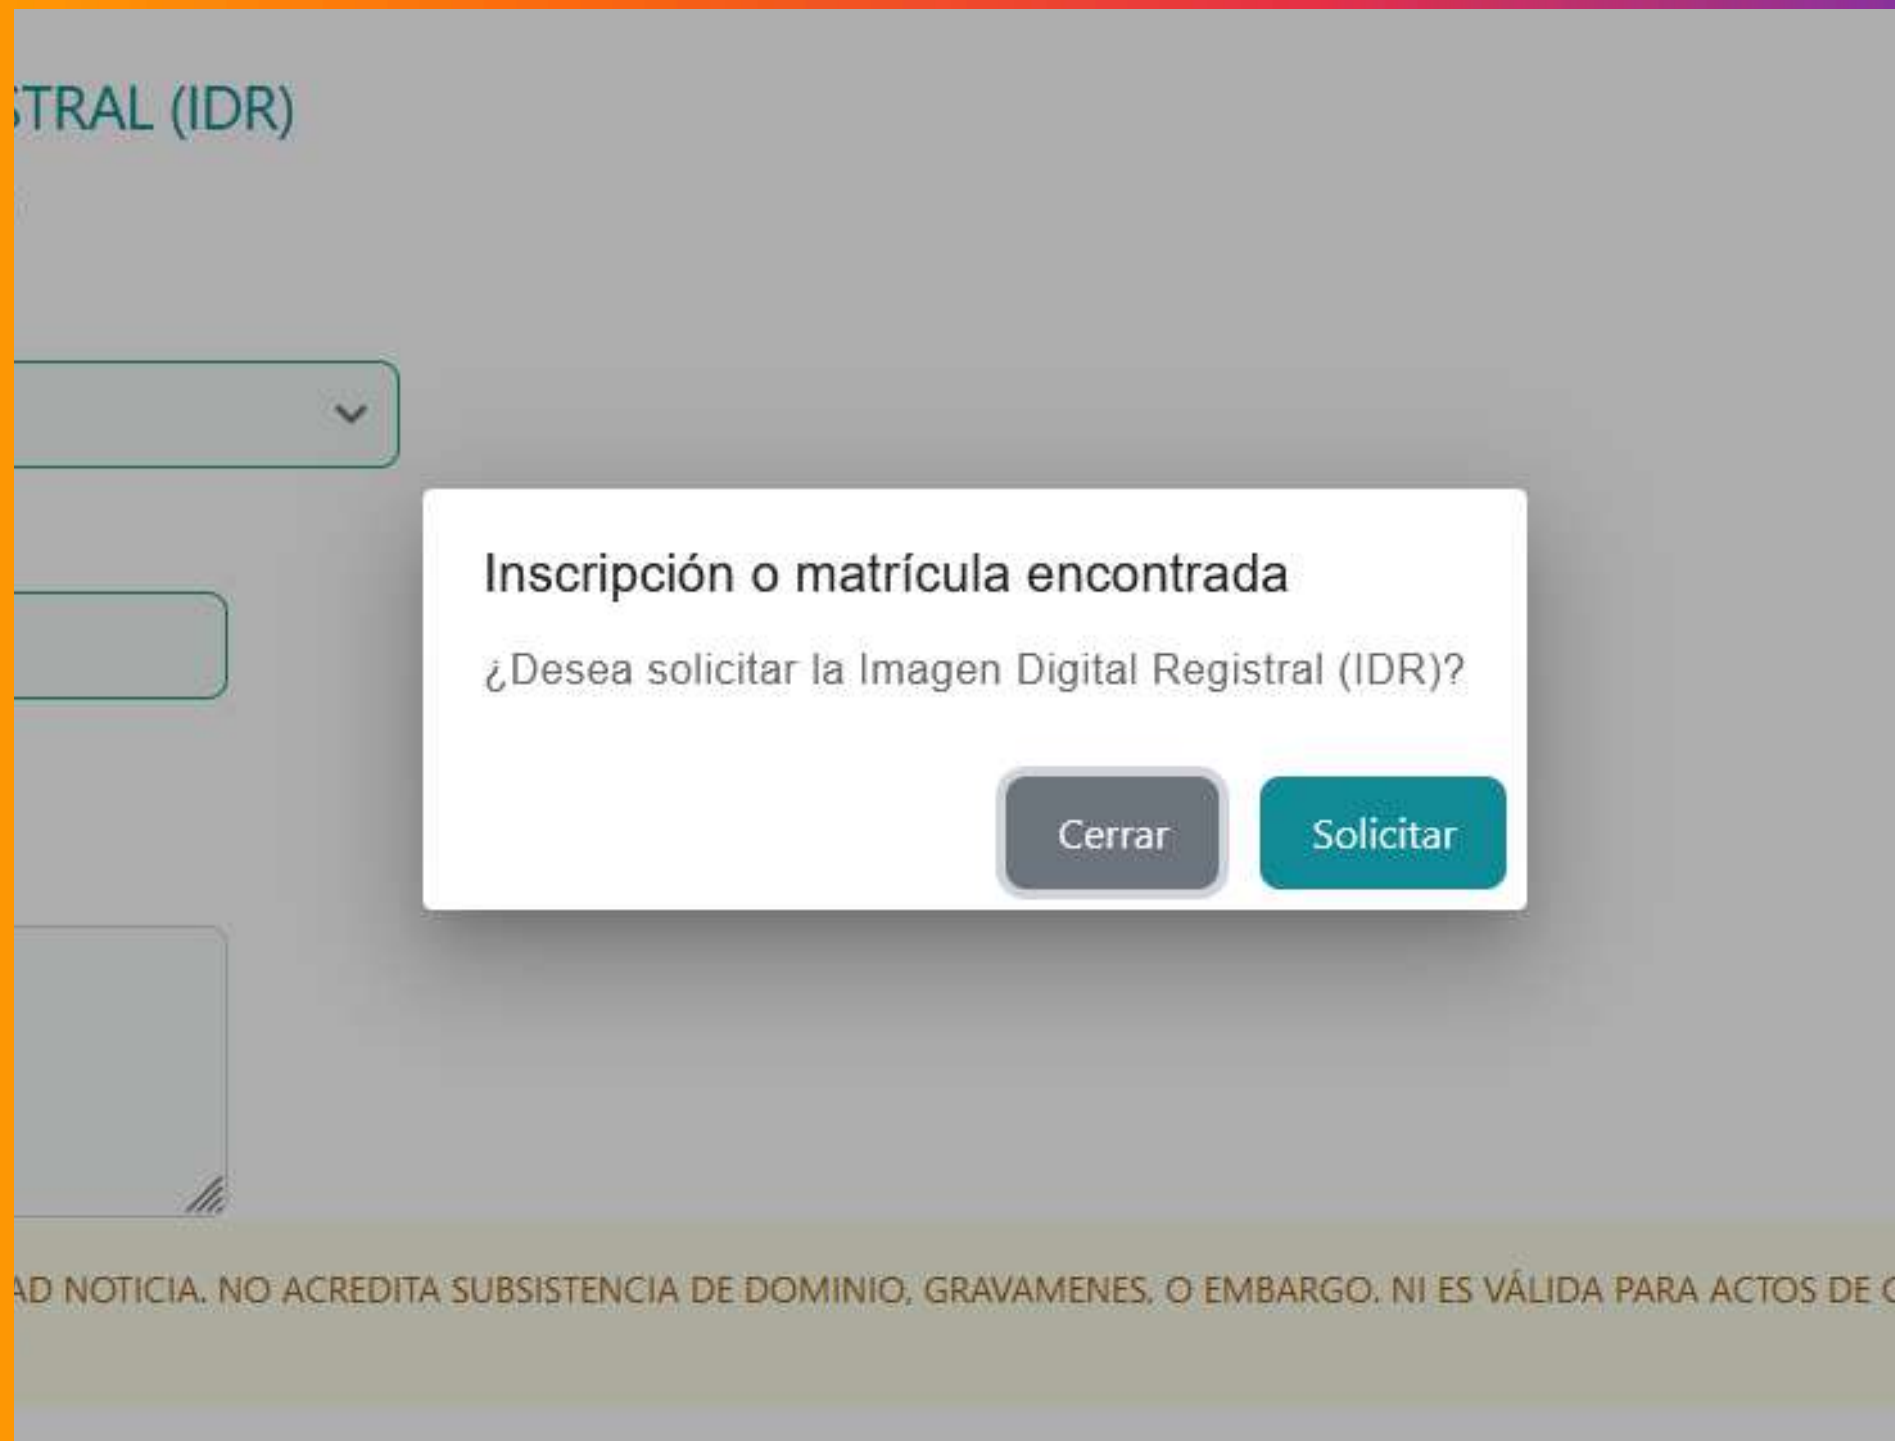 STRAL (IDR)
Inscripción o matrícula encontrada
¿Desea solicitar la Imagen Digital Registral (IDR)?
Cerrar
Solicitar
AD NOTICIA. NO ACREDITA SUBSISTENCIA DE DOMINIO, GRAVAMENES, O EMBARGO. NI ES VÁLIDA PARA ACTOS DE